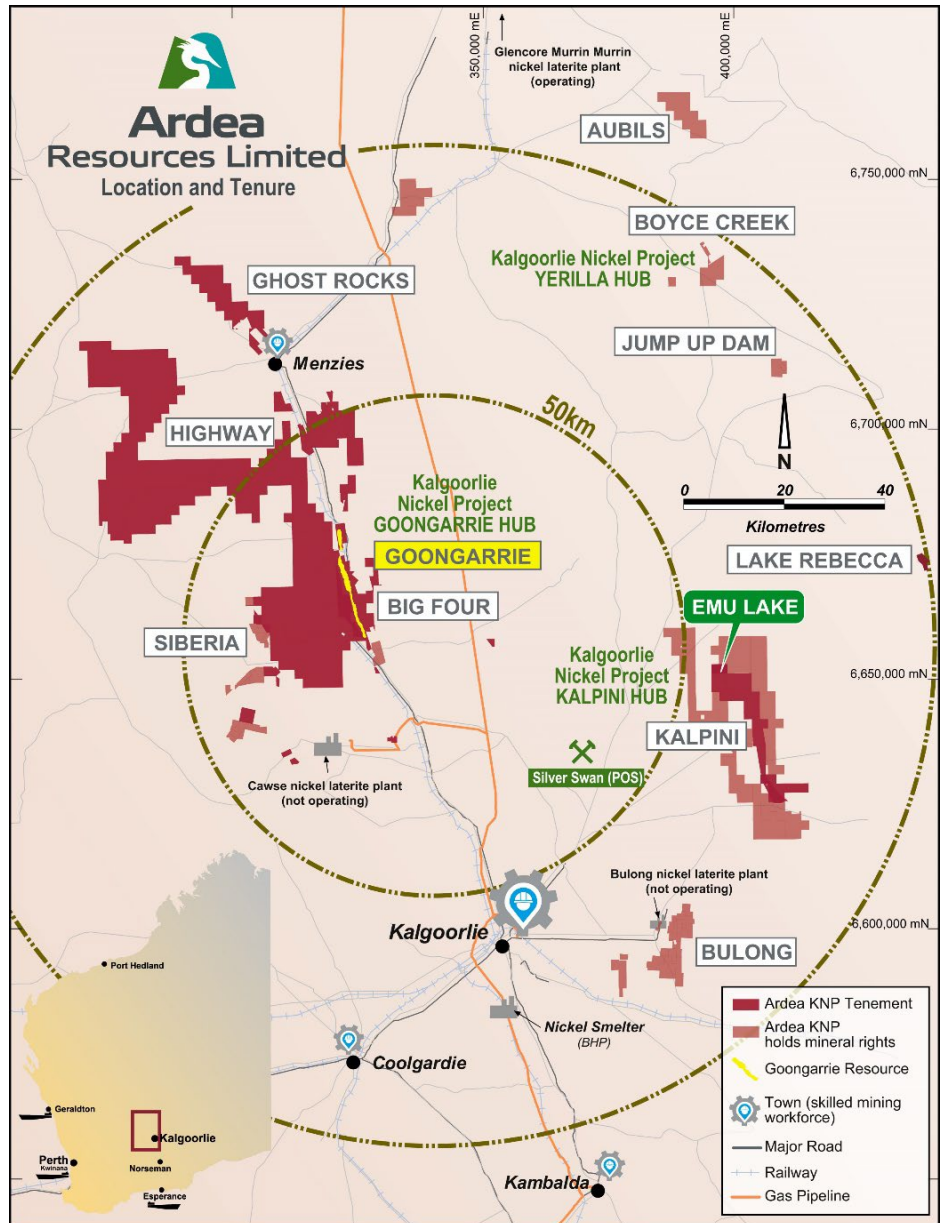 350,000 mE
400,000 mE
Glencore Murrin Murrin
nickel laterite plant
(operating)
Ardea
Resources Limited
Location and Tenure
AUBILS
6,750,000 mN
BOYCE CREEK
Kalgoorlie Nickel Project
YERILLA HUB
GHOST ROCKS
JUMP UP DAM
Menzies
50km
HIGHWAY
6,700,000 mN
N
0 20 40
Kilometres
Kalgoorlie
Nickel Project
GOONGARRIE HUB
GOONGARRIE
LAKE REBECCA
BIG FOUR
EMU LAKE
SIBERIA
Kalgoorlie
Nickel Project
KALPINI HUB
6,650,000 mN
KALPINI
Silver Swan (POS)
Cawse nickel laterite plant
(not operating)
Bulong nickel laterite plant
(not operating)
6,600,000 mN
Kalgoorlie
BULONG
Nickel Smelter
(BHP)
Coolgardie
Kambalda
Port Hedland
Geraldton
Kalgoorlie
Perth
Kwinana
Norseman
Esperance
Ardea KNP Tenement
Ardea KNP
holds mineral rights
Goongarrie Resource
Town (skilled mining
workforce)
Major Road
Railway
Gas Pipeline